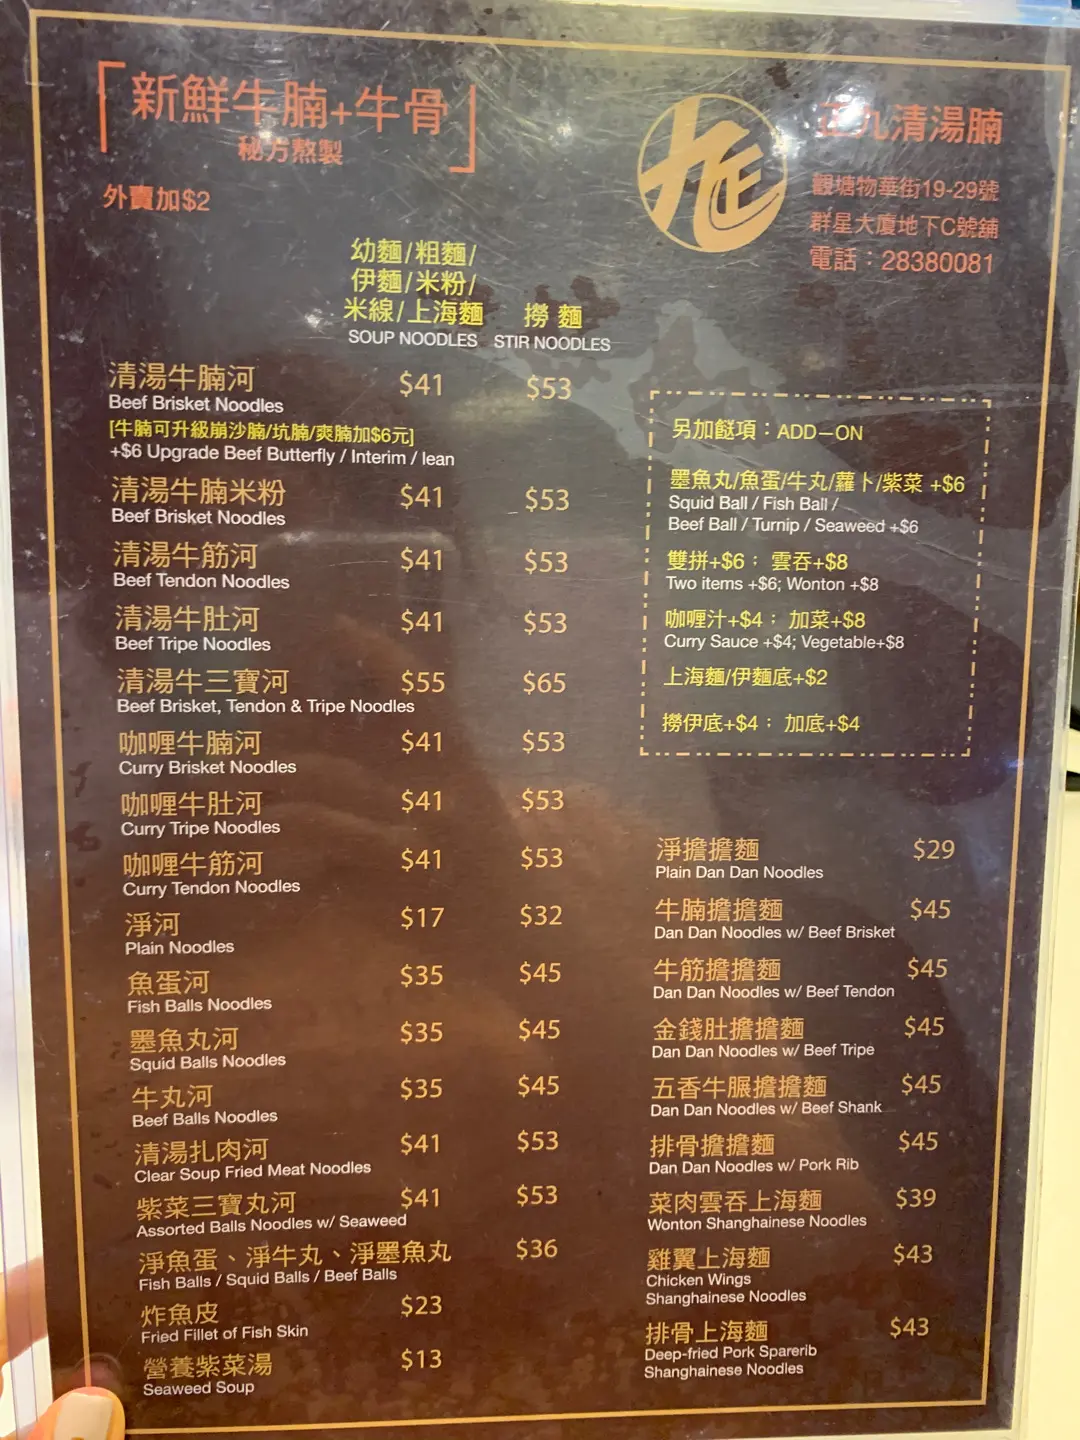 「新鮮牛腩+牛骨」
秘方熬製
外賣加$2
九正
正九清湯腩
觀塘物華街19-29號
群星大廈地下C號舖
電話：28380081
幼麵/粗麵/
伊麵/米粉/
米線/上海麵
SOUP NOODLES
撈麵
STIR NOODLES
清湯牛腩河 $41 $53
Beef Brisket Noodles
[牛腩可升級崩沙腩/坑腩/爽腩加$6元]
+$6 Upgrade Beef Butterfly / Interim / lean
清湯牛腩米粉 $41 $53
Beef Brisket Noodles
清湯牛筋河 $41 $53
Beef Tendon Noodles
清湯牛肚河 $41 $53
Beef Tripe Noodles
清湯牛三寶河 $55 $65
Beef Brisket, Tendon & Tripe Noodles
咖喱牛腩河 $41 $53
Curry Brisket Noodles
咖喱牛肚河 $41 $53
Curry Tripe Noodles
咖喱牛筋河 $41 $53
Curry Tendon Noodles
淨河 $17 $32
Plain Noodles
魚蛋河 $35 $45
Fish Balls Noodles
墨魚丸河 $35 $45
Squid Balls Noodles
牛丸河 $35 $45
Beef Balls Noodles
清湯扎肉河 $41 $53
Clear Soup Fried Meat Noodles
紫菜三寶丸河 $41 $53
Assorted Balls Noodles w/ Seaweed
淨魚蛋、淨牛丸、淨墨魚丸 $36
Fish Balls / Squid Balls / Beef Balls
炸魚皮 $23
Fried Fillet of Fish Skin
營養紫菜湯 $13
Seaweed Soup
另加餸項：ADD－ON
墨魚丸/魚蛋/牛丸/蘿卜/紫菜 +$6
Squid Ball / Fish Ball /
Beef Ball / Turnip / Seaweed +$6
雙拼+$6； 雲吞+$8
Two items +$6; Wonton +$8
咖喱汁+$4； 加菜+$8
Curry Sauce +$4; Vegetable+$8
上海麵/伊麵底+$2
撈伊底+$4； 加底+$4
淨擔擔麵 $29
Plain Dan Dan Noodles
牛腩擔擔麵 $45
Dan Dan Noodles w/ Beef Brisket
牛筋擔擔麵 $45
Dan Dan Noodles w/ Beef Tendon
金錢肚擔擔麵 $45
Dan Dan Noodles w/ Beef Tripe
五香牛𦟌擔擔麵 $45
Dan Dan Noodles w/ Beef Shank
排骨擔擔麵 $45
Dan Dan Noodles w/ Pork Rib
菜肉雲吞上海麵 $39
Wonton Shanghainese Noodles
雞翼上海麵 $43
Chicken Wings
Shanghainese Noodles
排骨上海麵 $43
Deep-fried Pork Sparerib
Shanghainese Noodles